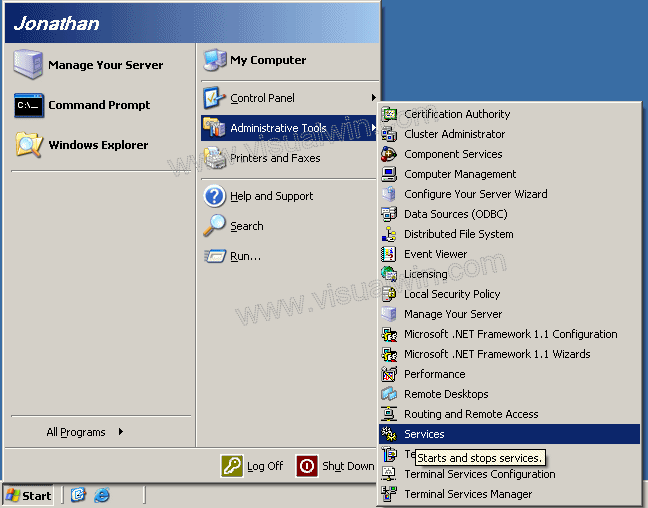 Jonathan
Manage Your Server
Command Prompt
Windows Explorer
All Programs
My Computer
Control Panel
Administrative Tools
Printers and Faxes
Help and Support
Search
Run...
Log Off
Shut Down
Certification Authority
Cluster Administrator
Component Services
Computer Management
Configure Your Server Wizard
Data Sources (ODBC)
Distributed File System
Event Viewer
Licensing
Local Security Policy
Manage Your Server
Microsoft .NET Framework 1.1 Configuration
Microsoft .NET Framework 1.1 Wizards
Performance
Remote Desktops
Routing and Remote Access
Services
Te
Starts and stops services.
Terminal Services Configuration
Terminal Services Manager
Start
C:\_
www.visualwin.com
www.visualwin.com